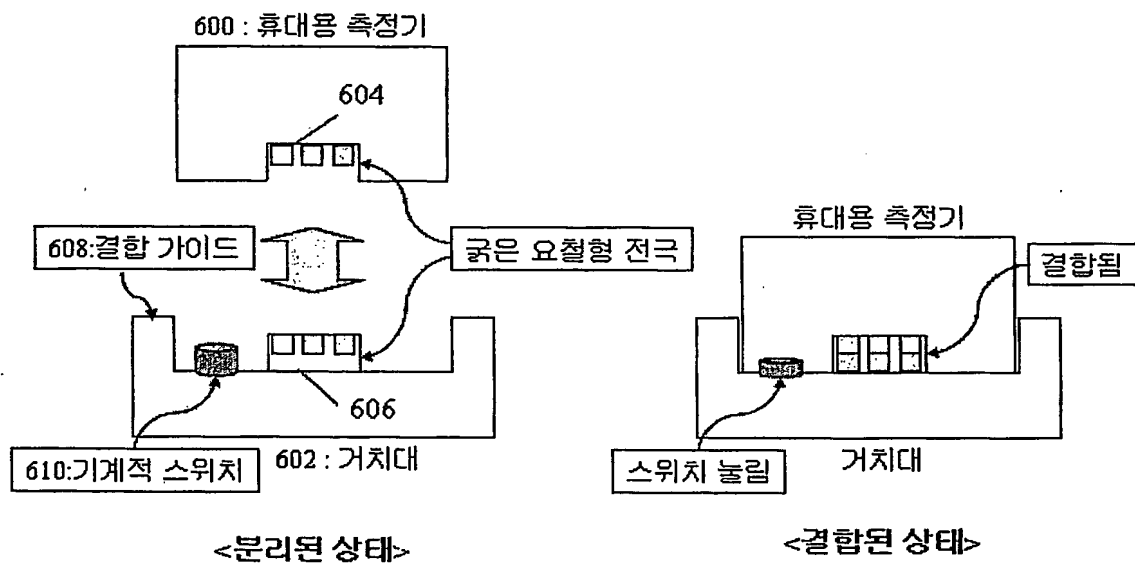 600 : 휴대용 측정기
604
608:결합 가이드
굵은 요철형 전극
606
610:기계적 스위치
602 : 거치대
<분리된 상태>
휴대용 측정기
결합됨
스위치 눌림
거치대
<결합된 상태>